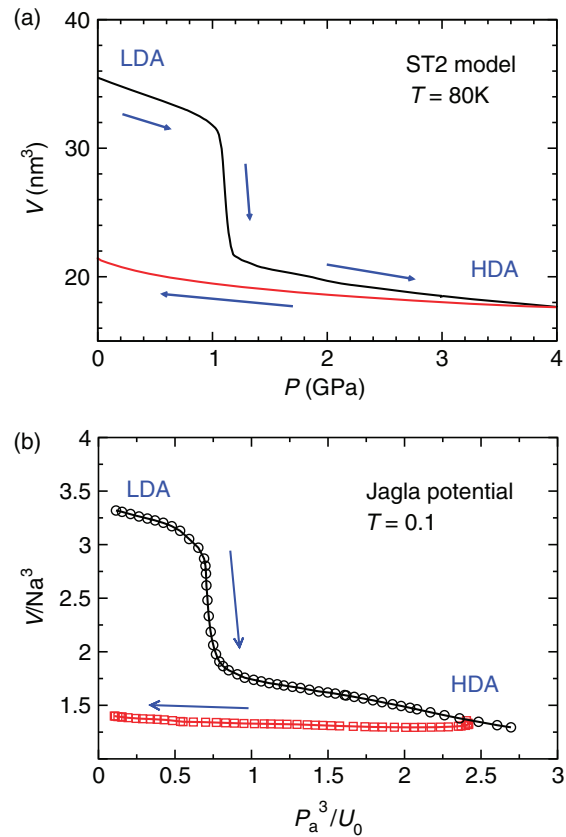 (a)
LDA
ST2 model
T = 80K
HDA
V (nm³)
40
30
20
0
1
2
3
4
P (GPa)
(b)
LDA
Jagla potential
T = 0.1
HDA
V/Na³
4
3.5
3
2.5
2
1.5
1
0
0.5
1
1.5
2
2.5
3
Pₐ³/U₀